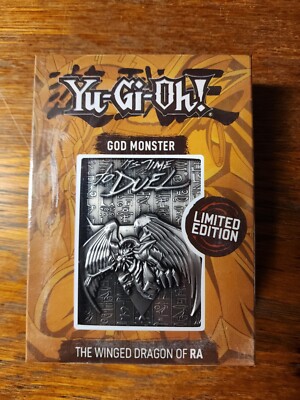 Yu-Gi-Oh!
GOD MONSTER
IT'S TIME
TO DUEL
LIMITED
EDITION
THE WINGED DRAGON OF RA